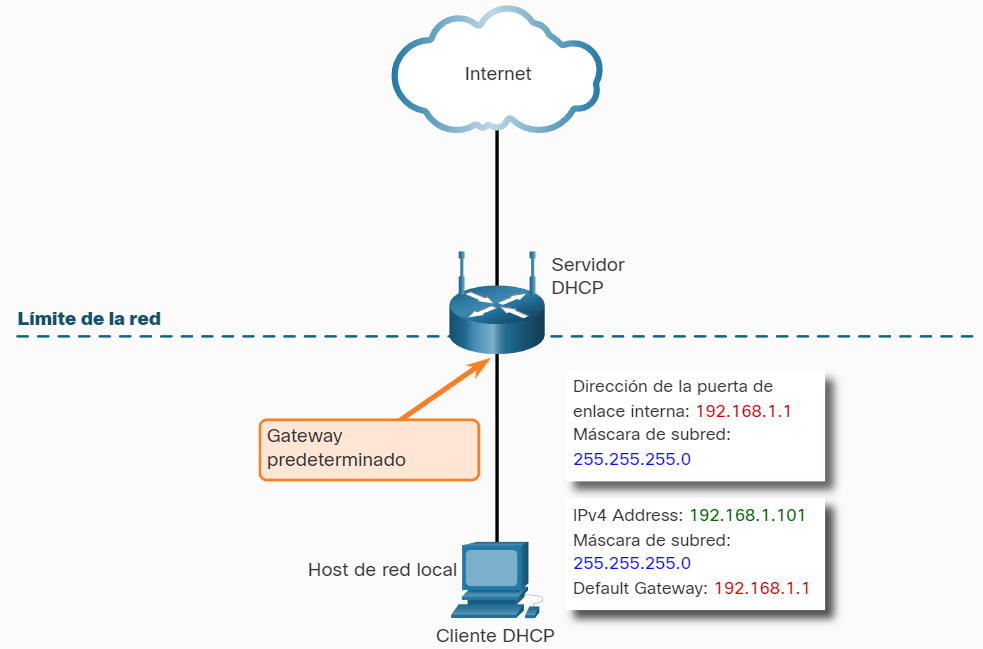 Internet
Servidor
DHCP
Límite de la red
Dirección de la puerta de
enlace interna: 192.168.1.1
Máscara de subred:
255.255.255.0
Gateway
predeterminado
IPv4 Address: 192.168.1.101
Máscara de subred:
255.255.255.0
Default Gateway: 192.168.1.1
Host de red local
Cliente DHCP